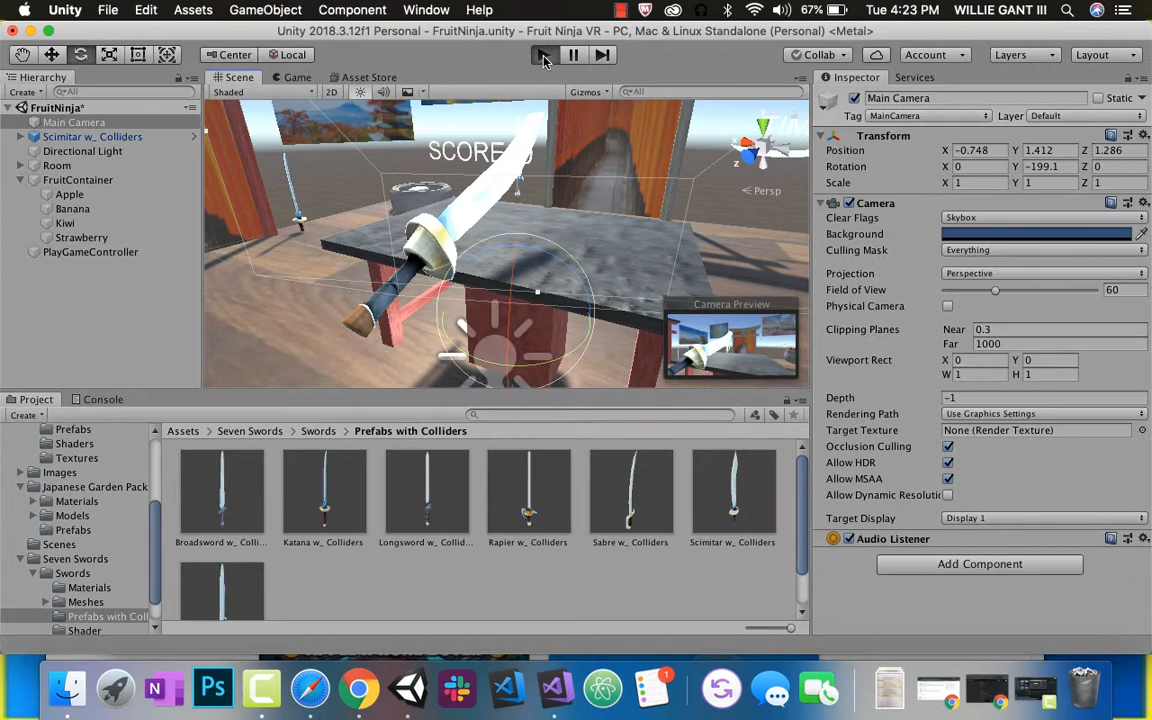 Unity File Edit Assets GameObject Component Window Help 67% Tue 4:23 PM WILLIE GANT III
Unity 2018.3.12f1 Personal - FruitNinja.unity - Fruit Ninja VR - PC, Mac & Linux Standalone (Personal) <Metal>
Center Local Collab Account Layers Layout
Hierarchy Scene Game Asset Store Inspector Services
Create All Shaded 2D Gizmos All
Main Camera Static
FruitNinja*
Main Camera
Scimitar w_ Colliders
Directional Light
Room
FruitContainer
Apple
Banana
Kiwi
Strawberry
PlayGameController
SCORE
TIM
z
Persp
Camera Preview
Tag MainCamera Layer Default
Transform
Position X -0.748 Y 1.412 Z 1.286
Rotation X 0 Y -199.1 Z 0
Scale X 1 Y 1 Z 1
Camera
Clear Flags Skybox
Background
Culling Mask Everything
Projection Perspective
Field of View 60
Physical Camera
Clipping Planes Near 0.3
Far 1000
Viewport Rect X 0 Y 0
W 1 H 1
Depth -1
Rendering Path Use Graphics Settings
Target Texture None (Render Texture)
Occlusion Culling
Allow HDR
Allow MSAA
Allow Dynamic Resolutic
Target Display Display 1
Audio Listener
Add Component
Project Console
Create
Prefabs
Shaders
Textures
Images
Japanese Garden Pack
Materials
Models
Prefabs
Scenes
Seven Swords
Swords
Materials
Meshes
Prefabs with Coll
Shader
Assets Seven Swords Swords Prefabs with Colliders
Broadsword w_ Colli... Katana w_ Colliders Longsword w_ Collid... Rapier w_ Colliders Sabre w_ Colliders Scimitar w_ Colliders
N Ps C 1